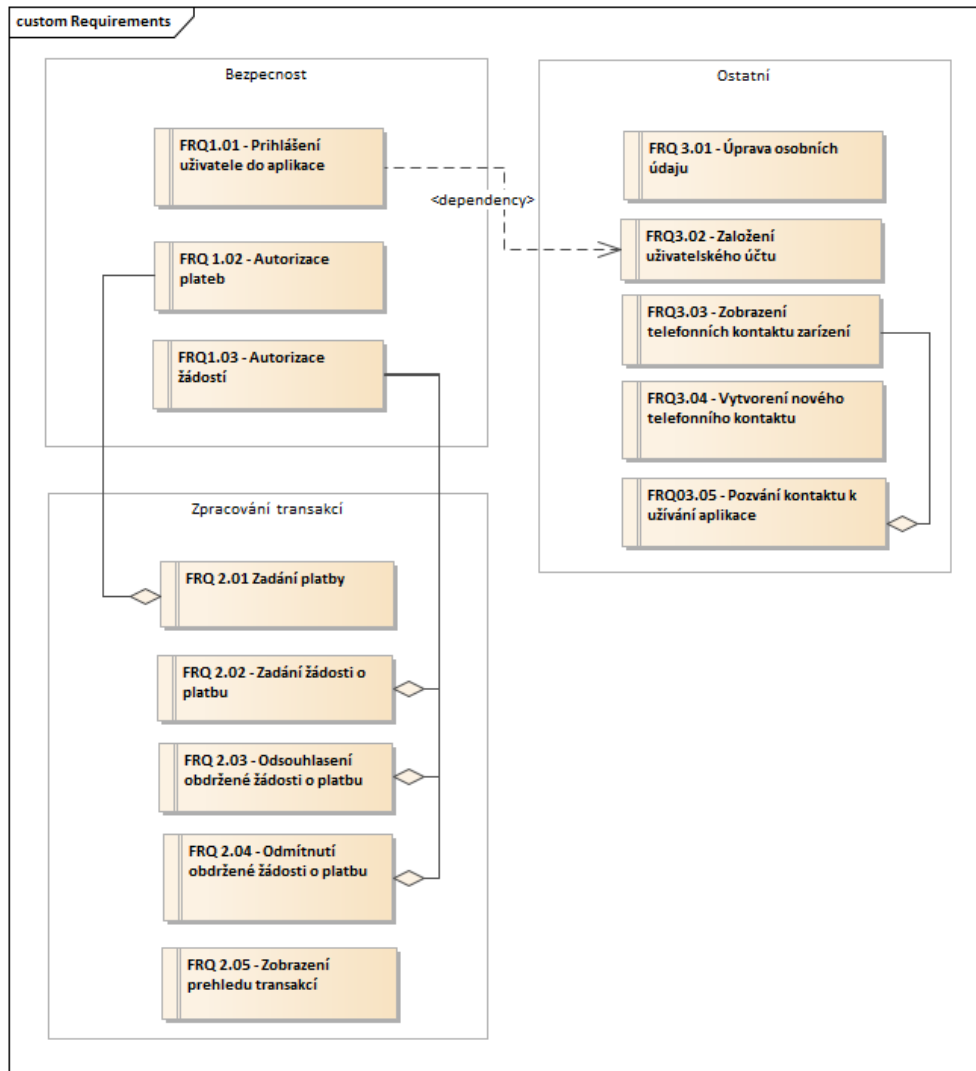 custom Requirements
Bezpecnost
FRQ1.01 - Prihlášení
uživatele do aplikace
FRQ 1.02 - Autorizace
plateb
FRQ1.03 - Autorizace
žádostí
<dependency>
Ostatní
FRQ 3.01 - Úprava osobních
údaju
FRQ3.02 - Založení
uživatelského účtu
FRQ3.03 - Zobrazení
telefonních kontaktu zarízení
FRQ3.04 - Vytvorení nového
telefonního kontaktu
FRQ03.05 - Pozvání kontaktu k
užívání aplikace
Zpracování transakcí
FRQ 2.01 Zadání platby
FRQ 2.02 - Zadání žádosti o
platbu
FRQ 2.03 - Odsouhlasení
obdržené žádosti o platbu
FRQ 2.04 - Odmítnutí
obdržené žádosti o platbu
FRQ 2.05 - Zobrazení
prehledu transakcí